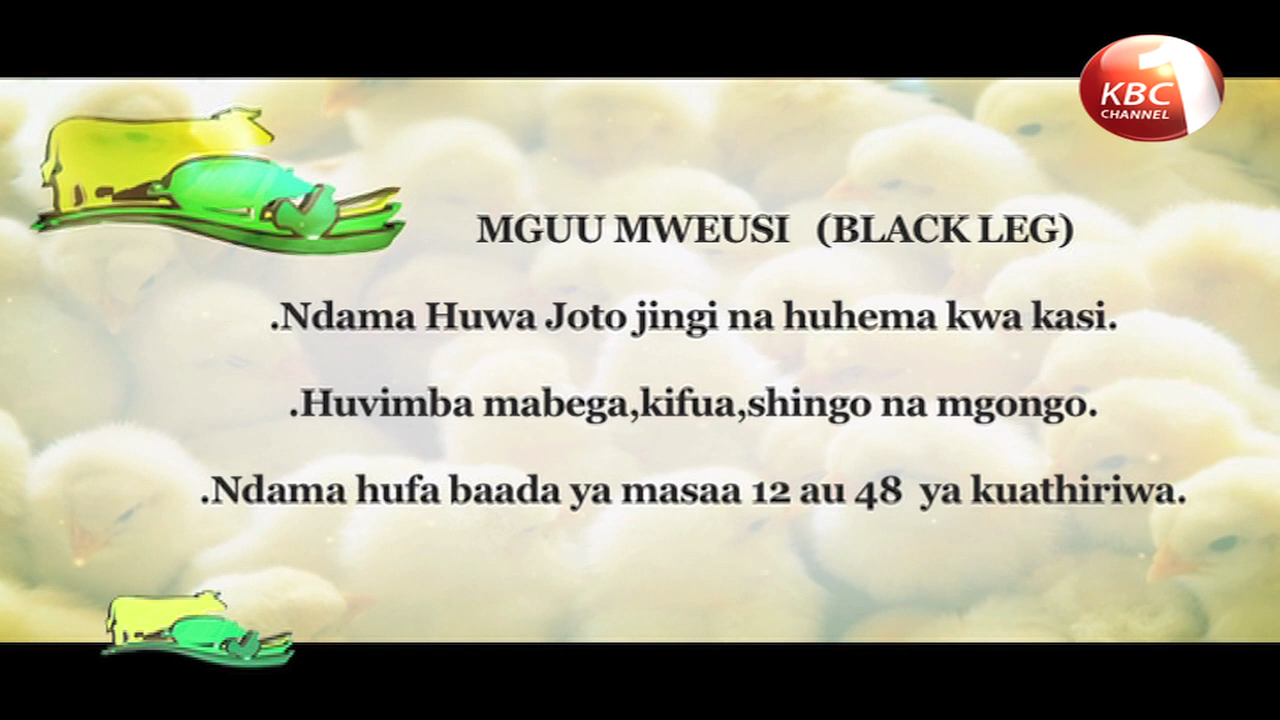 KBC 1
CHANNEL
MGUU MWEUSI (BLACK LEG)
.Ndama Huwa Joto jingi na huhema kwa kasi.
.Huvimba mabega,kifua,shingo na mgongo.
.Ndama hufa baada ya masaa 12 au 48 ya kuathiriwa.